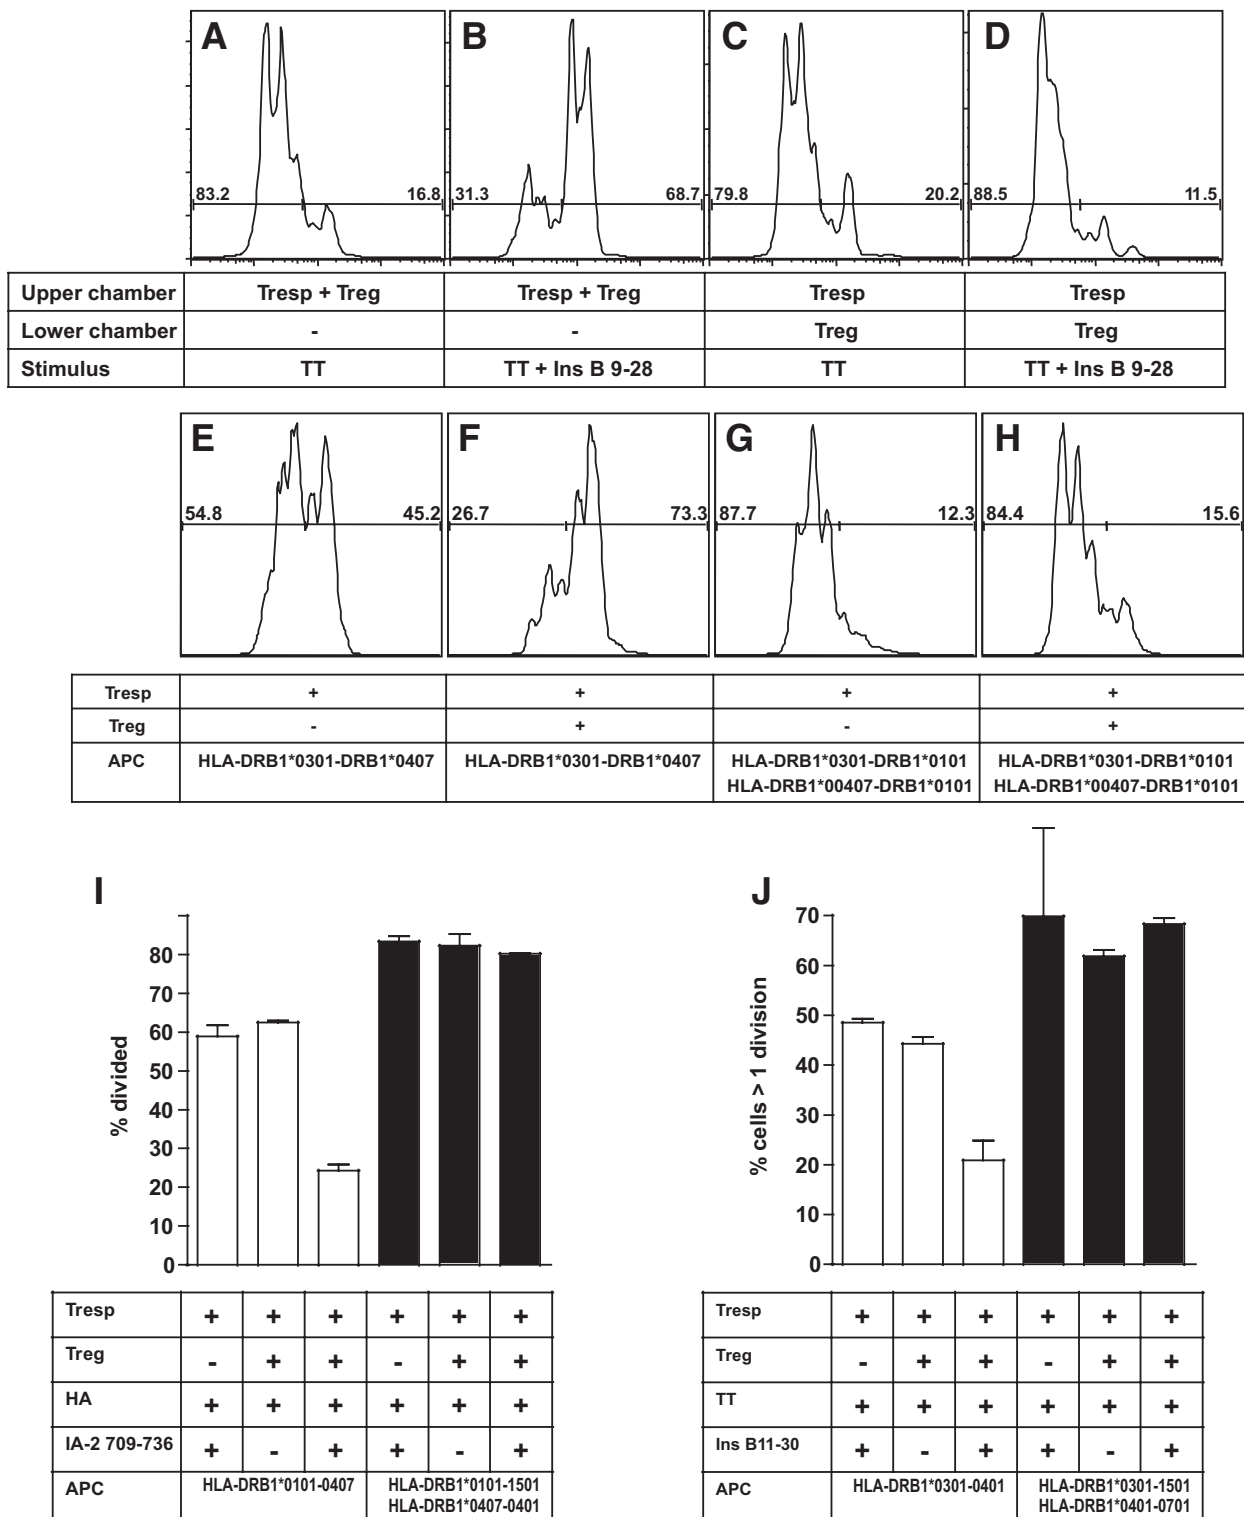 A B C D
83.2 16.8 31.3 68.7 79.8 20.2 88.5 11.5
Upper chamber Tresp + Treg Tresp + Treg Tresp Tresp
Lower chamber - - Treg Treg
Stimulus TT TT + Ins B 9-28 TT TT + Ins B 9-28
E F G H
54.8 45.2 26.7 73.3 87.7 12.3 84.4 15.6
Tresp + + + +
Treg - + - +
APC HLA-DRB1*0301-DRB1*0407 HLA-DRB1*0301-DRB1*0407 HLA-DRB1*0301-DRB1*0101 HLA-DRB1*0301-DRB1*0101
HLA-DRB1*00407-DRB1*0101 HLA-DRB1*00407-DRB1*0101
I
% divided
80
70
60
50
40
30
20
10
0
Tresp + + + + + +
Treg - + + - + +
HA + + + + + +
IA-2 709-736 + - + + - +
APC HLA-DRB1*0101-0407 HLA-DRB1*0101-1501
HLA-DRB1*0407-0401
J
% cells > 1 division
70
60
50
40
30
20
10
0
Tresp + + + + + +
Treg - + + - + +
TT + + + + + +
Ins B11-30 + - + + - +
APC HLA-DRB1*0301-0401 HLA-DRB1*0301-1501
HLA-DRB1*0401-0701